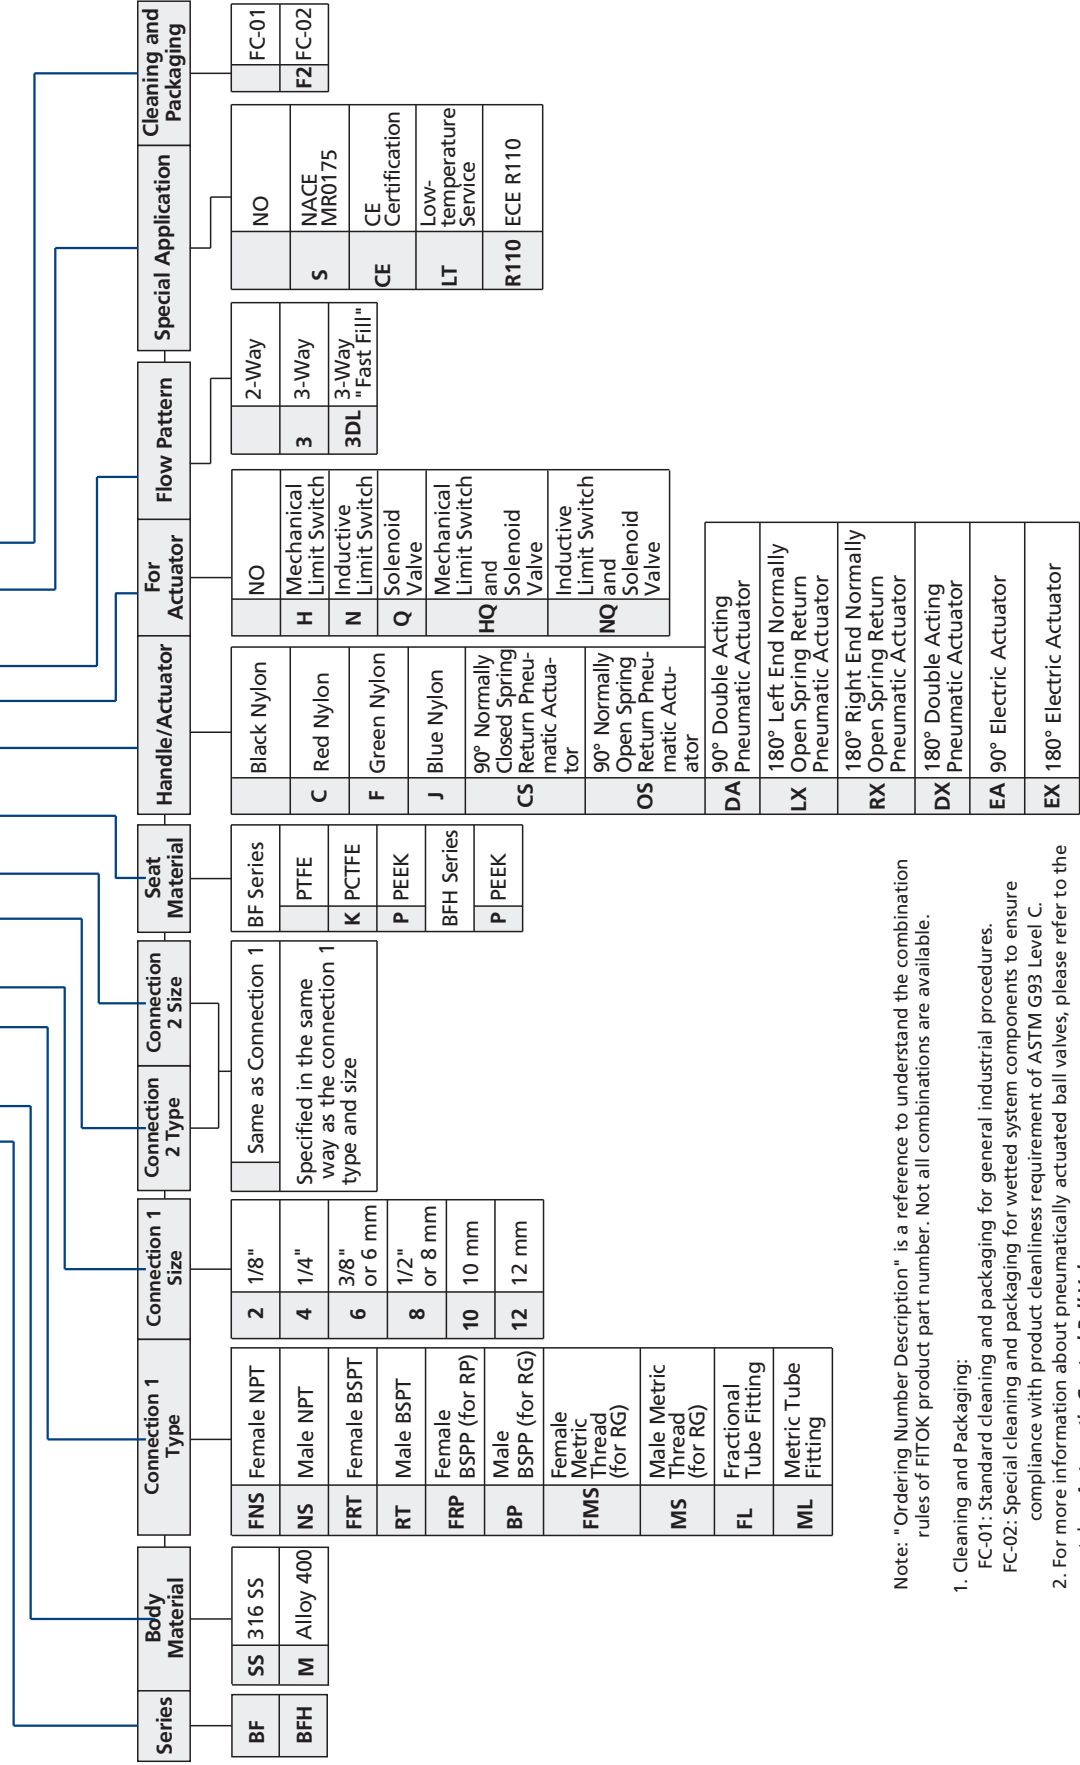 Series
BF
BFH
Body
Material
SS 316 SS
M Alloy 400
Connection 1
Type
FNS Female NPT
NS Male NPT
FRT Female BSPT
RT Male BSPT
FRP Female
BSPP (for RP)
BP Male
BSPP (for RG)
FMS Female
Metric
Thread
(for RG)
MS Male Metric
Thread
(for RG)
FL Fractional
Tube Fitting
ML Metric Tube
Fitting
Connection 1
Size
2 1/8"
4 1/4"
6 3/8"
or 6 mm
8 1/2"
or 8 mm
10 10 mm
12 12 mm
Connection
2 Type
Connection
2 Size
Same as Connection 1
Specified in the same
way as the connection 1
type and size
Seat
Material
BF Series
PTFE
K PCTFE
P PEEK
BFH Series
P PEEK
Handle/Actuator
Black Nylon
C Red Nylon
F Green Nylon
J Blue Nylon
CS 90° Normally
Closed Spring
Return Pneu-
matic Actua-
tor
OS 90° Normally
Open Spring
Return Pneu-
matic Actu-
ator
DA 90° Double Acting
Pneumatic Actuator
LX 180° Left End Normally
Open Spring Return
Pneumatic Actuator
RX 180° Right End Normally
Open Spring Return
Pneumatic Actuator
DX 180° Double Acting
Pneumatic Actuator
EA 90° Electric Actuator
EX 180° Electric Actuator
For
Actuator
NO
H Mechanical
Limit Switch
N Inductive
Limit Switch
Q Solenoid
Valve
HQ Mechanical
Limit Switch
and
Solenoid
Valve
NQ Inductive
Limit Switch
and
Solenoid
Valve
Flow Pattern
2-Way
3 3-Way
3DL 3-Way
"Fast Fill"
Special Application
NO
S NACE
MR0175
CE CE
Certification
LT Low-
temperature
Service
R110 ECE R110
Cleaning and
Packaging
FC-01
F2 FC-02
Note: "Ordering Number Description" is a reference to understand the combination
rules of FITOK product part number. Not all combinations are available.
1. Cleaning and Packaging:
FC-01: Standard cleaning and packaging for general industrial procedures.
FC-02: Special cleaning and packaging for wetted system components to ensure
compliance with product cleanliness requirement of ASTM G93 Level C.
2. For more information about pneumatically actuated ball valves, please refer to the